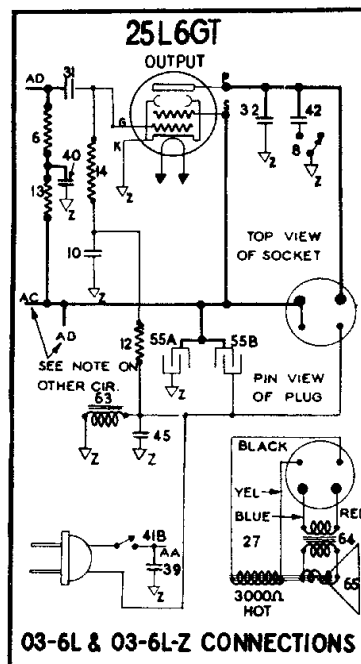 25L6GT
OUTPUT
AD
31
P
S
G
K
6
14
32
42
8
40
13
Z
Z
Z
Z
10
Z
TOP VIEW
OF SOCKET
AC
AB
12
SEE NOTE ON
OTHER CIR.
55A
55B
PIN VIEW
OF PLUG
63
Z
Z
45
Z
BLACK
YEL
BLUE
RED
27
64
65
41B
AA
39
Z
3000Ω
HOT
03-6L & 03-6L-Z CONNECTIONS